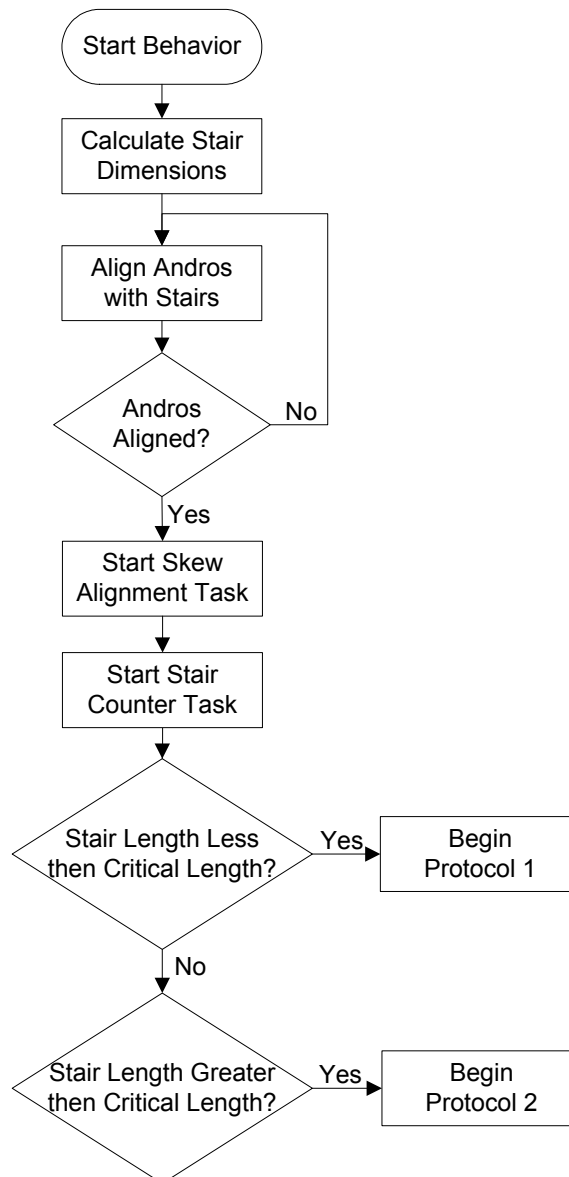 Start Behavior
Calculate Stair
Dimensions
Align Andros
with Stairs
Andros
Aligned?
No
Yes
Start Skew
Alignment Task
Start Stair
Counter Task
Stair Length Less
then Critical Length?
Yes
Begin
Protocol 1
No
Stair Length Greater
then Critical Length?
Yes
Begin
Protocol 2